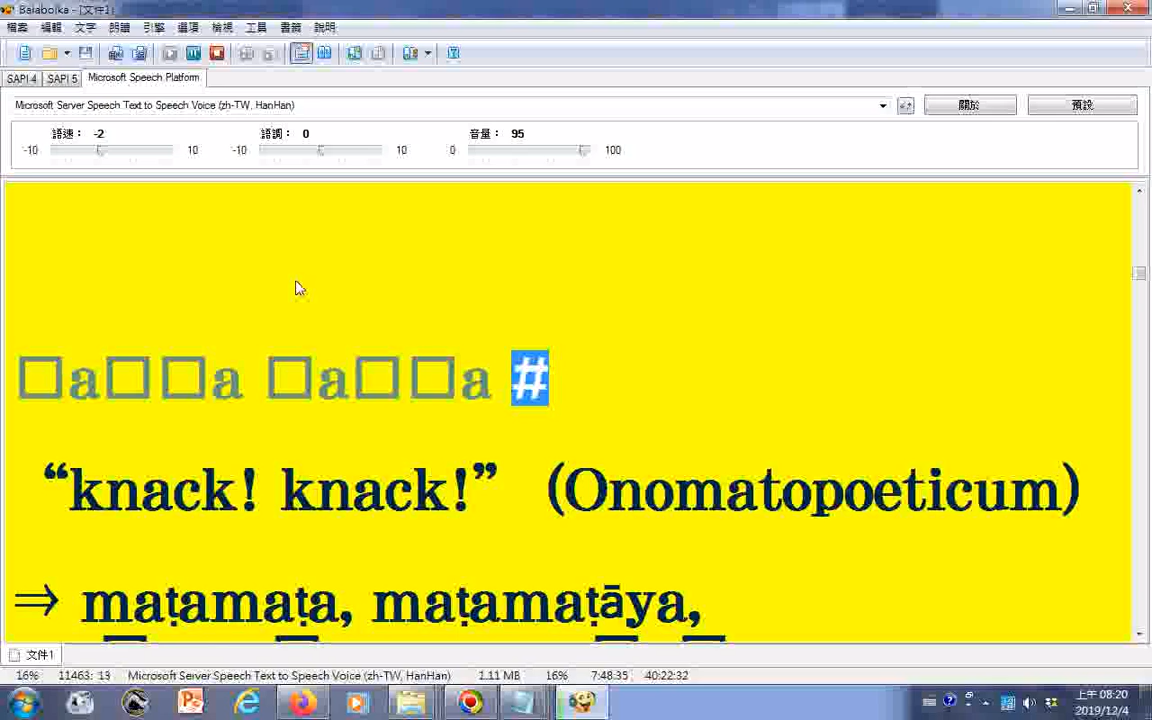 Balabolka - [文件1]
檔案 編輯 文字 朗讀 引擎 選項 檢視 工具 書籤 說明
SAPI 4 SAPI 5 Microsoft Speech Platform
Microsoft Server Speech Text to Speech Voice (zh-TW, HanHan) 關於 預設
語速： -2 語調： 0 音量： 95
-10 10 -10 10 0 100
□a□□a □a□□a #
“knack! knack!” (Onomatopoeticum)
⇒ maṭamaṭa, maṭamaṭāya,
文件1
16% 11463: 13 Microsoft Server Speech Text to Speech Voice (zh-TW, HanHan) 1.11 MB 16% 7:48:35 40:22:32
上午 08:20
2019/12/4